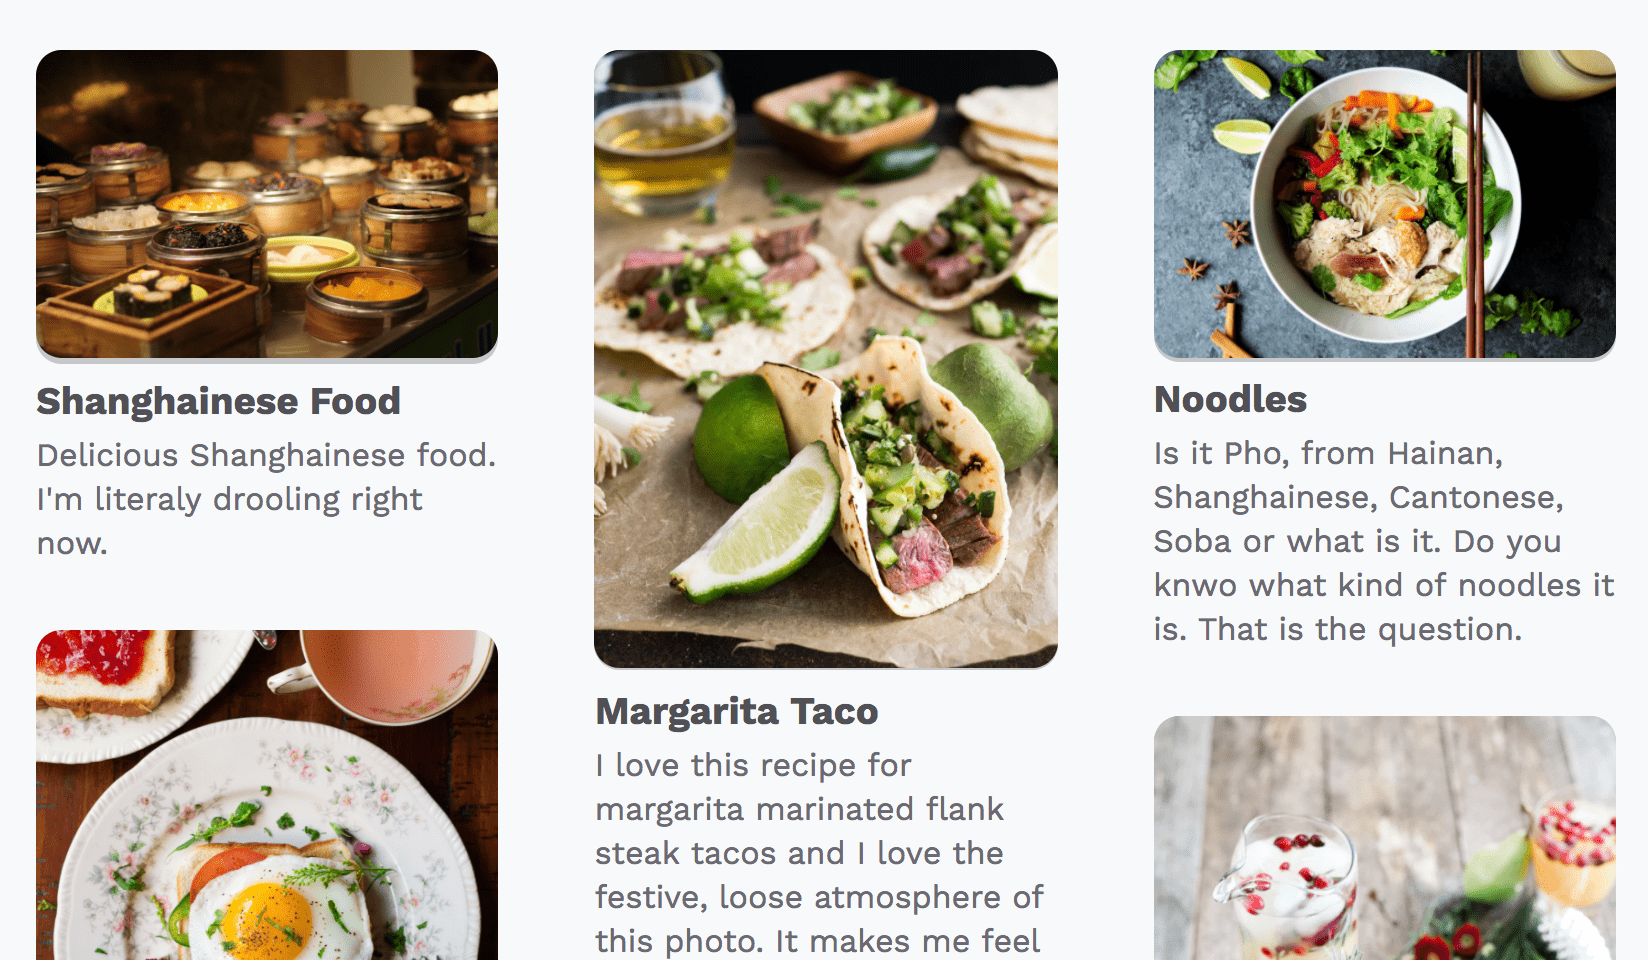 Shanghainese Food
Delicious Shanghainese food.
I'm literaly drooling right
now.
Margarita Taco
I love this recipe for
margarita marinated flank
steak tacos and I love the
festive, loose atmosphere of
this photo. It makes me feel
Noodles
Is it Pho, from Hainan,
Shanghainese, Cantonese,
Soba or what is it. Do you
knwo what kind of noodles it
is. That is the question.